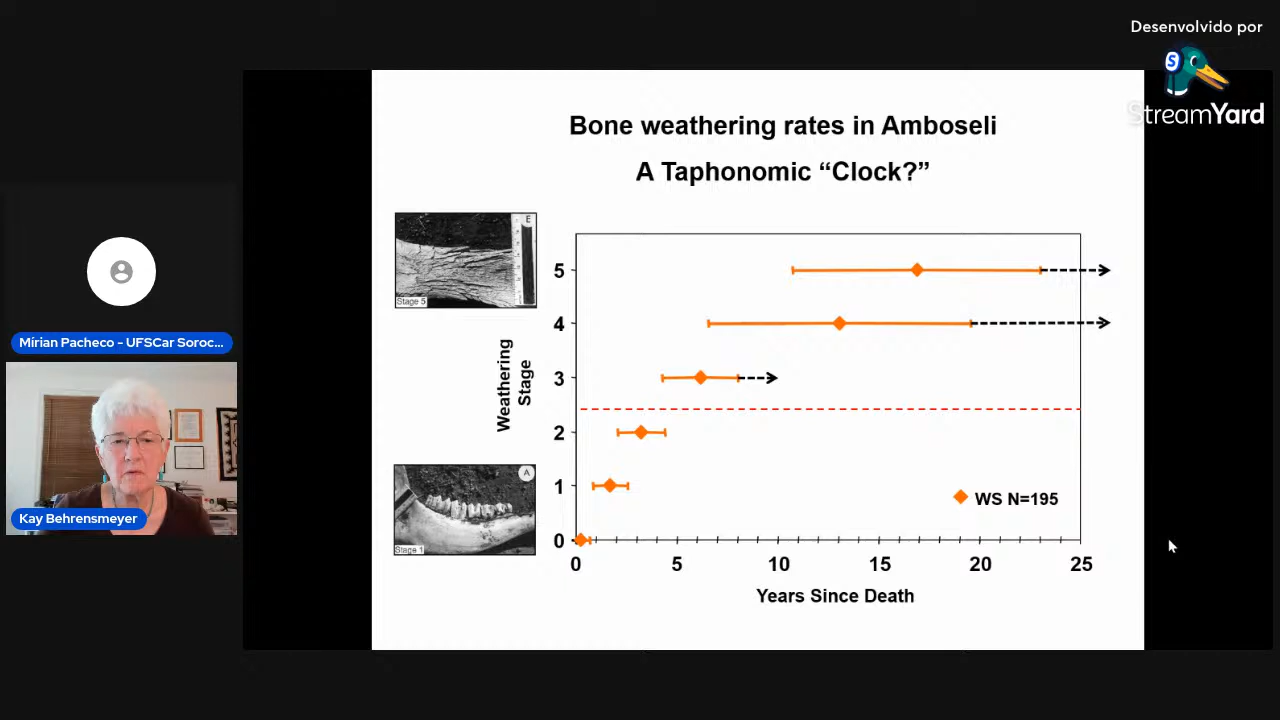 Desenvolvido por
S
StreamYard
Bone weathering rates in Amboseli
A Taphonomic “Clock?”
E
Stage 5
A
Stage 1
Weathering
Stage
5
4
3
2
1
0
WS N=195
0 5 10 15 20 25
Years Since Death
Mírian Pacheco - UFSCar Soroc...
Kay Behrensmeyer